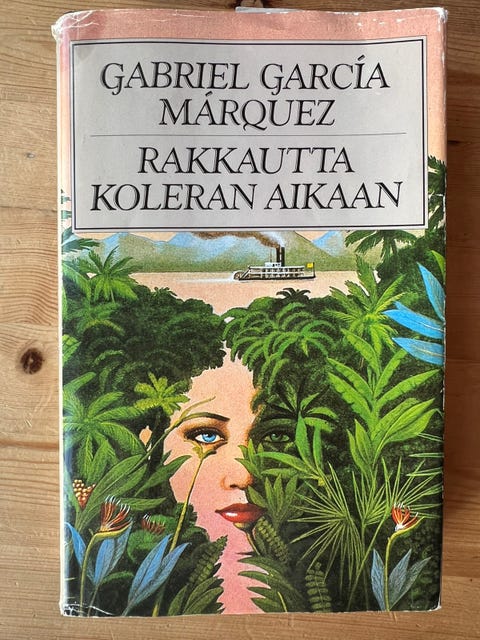 GABRIEL GARCÍA
MÁRQUEZ
RAKKAUTTA
KOLERAN AIKAAN